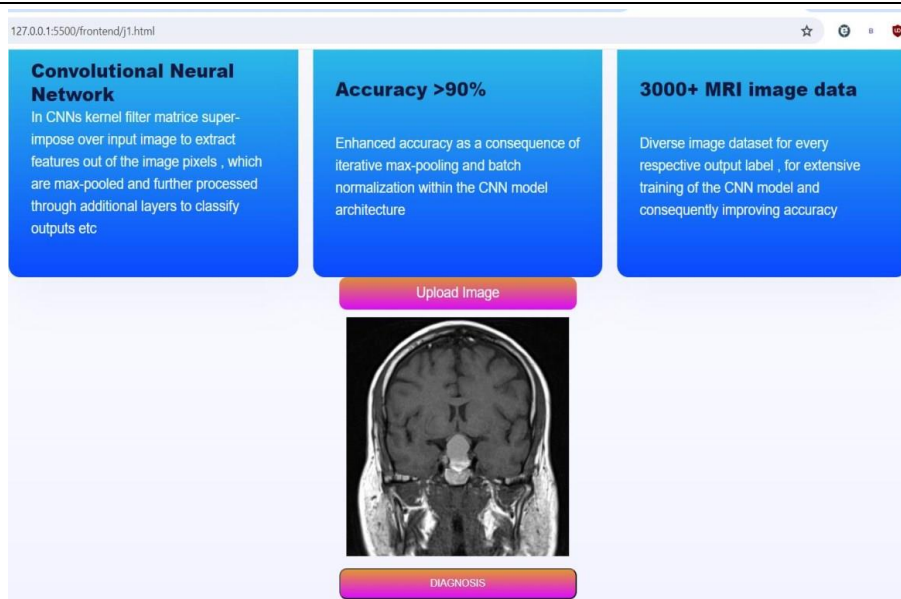 127.0.0.1:5500/frontend/j1.html
Convolutional Neural
Network
In CNNs kernel filter matrice super-
impose over input image to extract
features out of the image pixels , which
are max-pooled and further processed
through additional layers to classify
outputs etc
Accuracy >90%
Enhanced accuracy as a consequence of
iterative max-pooling and batch
normalization within the CNN model
architecture
3000+ MRI image data
Diverse image dataset for every
respective output label , for extensive
training of the CNN model and
consequently improving accuracy
Upload Image
DIAGNOSIS